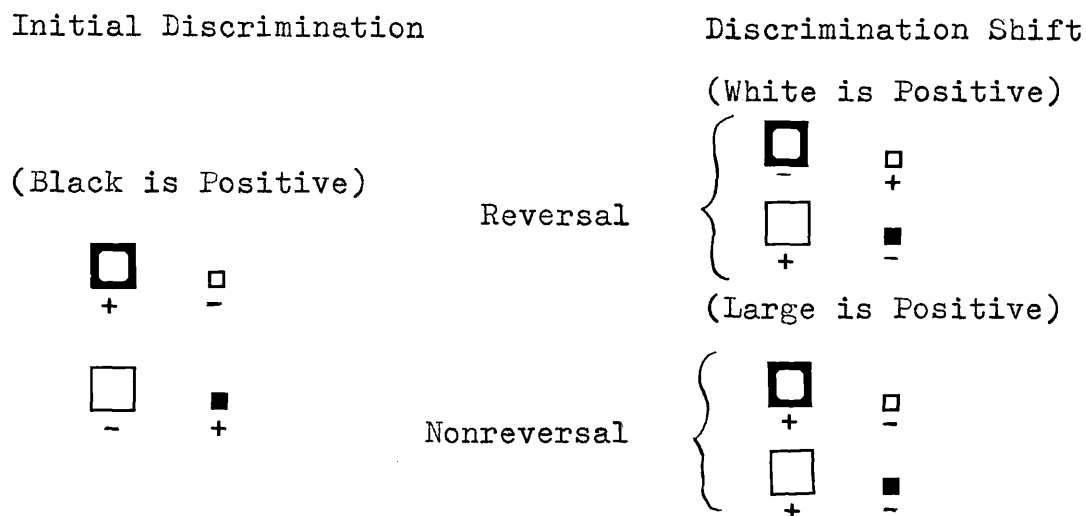 Initial Discrimination
Discrimination Shift
(Black is Positive)
+ -
- +
Reversal
(White is Positive)
- +
+ -
Nonreversal
(Large is Positive)
+ -
+ -